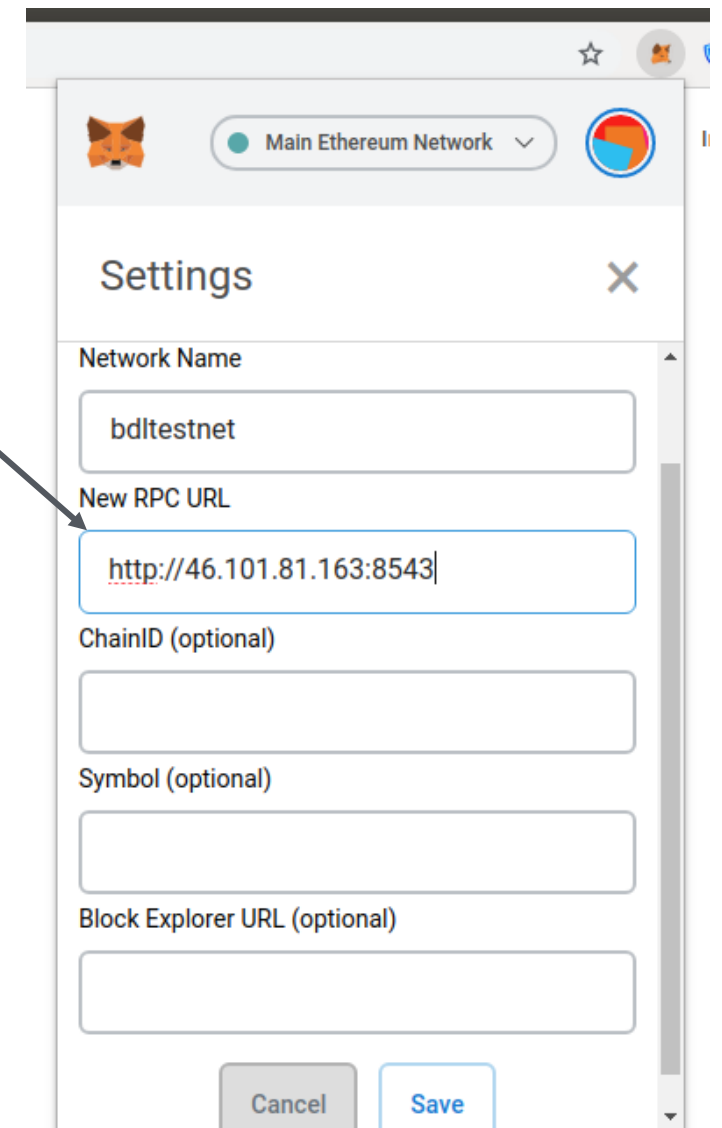 Main Ethereum Network
Settings
Network Name
bdltestnet
New RPC URL
http://46.101.81.163:8543
ChainID (optional)
Symbol (optional)
Block Explorer URL (optional)
Cancel
Save